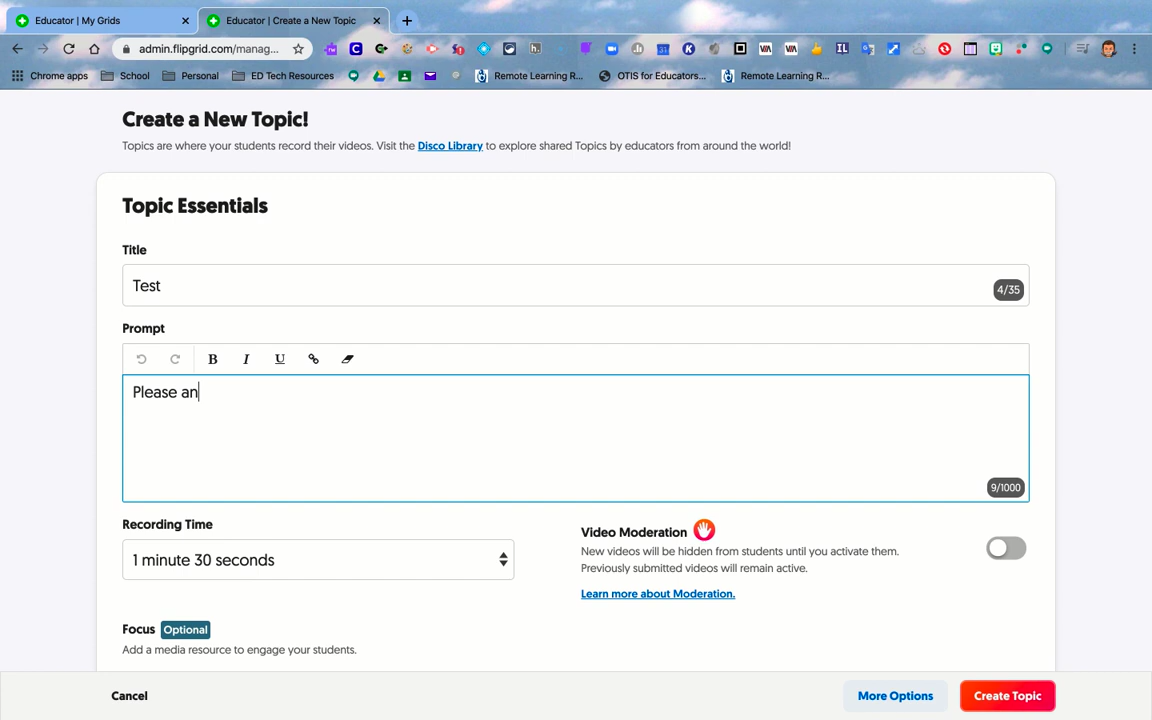 Educator | My Grids
Educator | Create a New Topic
admin.flipgrid.com/manag...
Chrome apps School Personal ED Tech Resources Remote Learning R... OTIS for Educators... Remote Learning R...
Create a New Topic!
Topics are where your students record their videos. Visit the Disco Library to explore shared Topics by educators from around the world!
Topic Essentials
Title
Test 4/35
Prompt
B I U
Please an
9/1000
Recording Time
1 minute 30 seconds
Video Moderation
New videos will be hidden from students until you activate them.
Previously submitted videos will remain active.
Learn more about Moderation.
Focus Optional
Add a media resource to engage your students.
Cancel More Options Create Topic